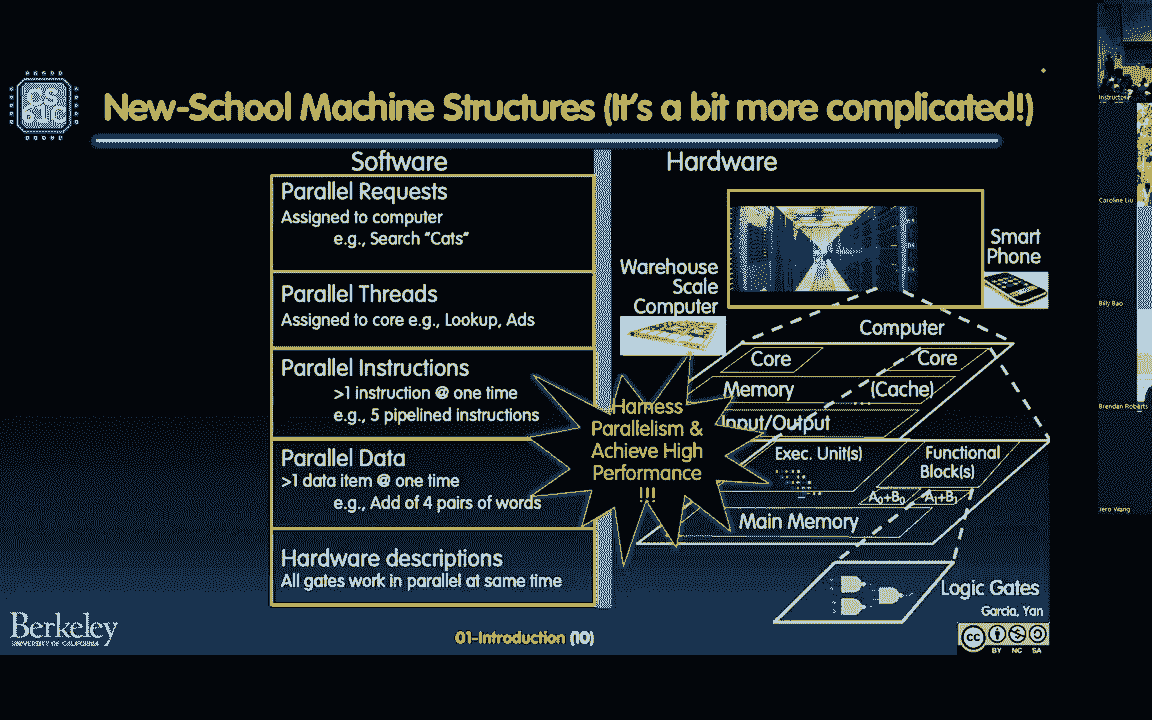 CS
61C
New-School Machine Structures (It's a bit more complicated!)
Software
Parallel Requests
Assigned to computer
e.g., Search "Cats"
Parallel Threads
Assigned to core e.g., Lookup, Ads
Parallel Instructions
>1 instruction @ one time
e.g., 5 pipelined instructions
Parallel Data
>1 data item @ one time
e.g., Add of 4 pairs of words
Hardware descriptions
All gates work in parallel at same time
Harness
Parallelism &
Achieve High
Performance
!!!
Hardware
Warehouse
Scale
Computer
Smart
Phone
Computer
Core
Core
Memory (Cache)
Input/Output
Exec. Unit(s)
Functional
Block(s)
A0+B0
A1+B1
Main Memory
Logic Gates
Garcia, Yan
cc
BY NC SA
Berkeley
UNIVERSITY OF CALIFORNIA
01-Introduction (10)
Instructor
Caroline Liu
Billy Bao
Brendan Roberts
Jero Wang